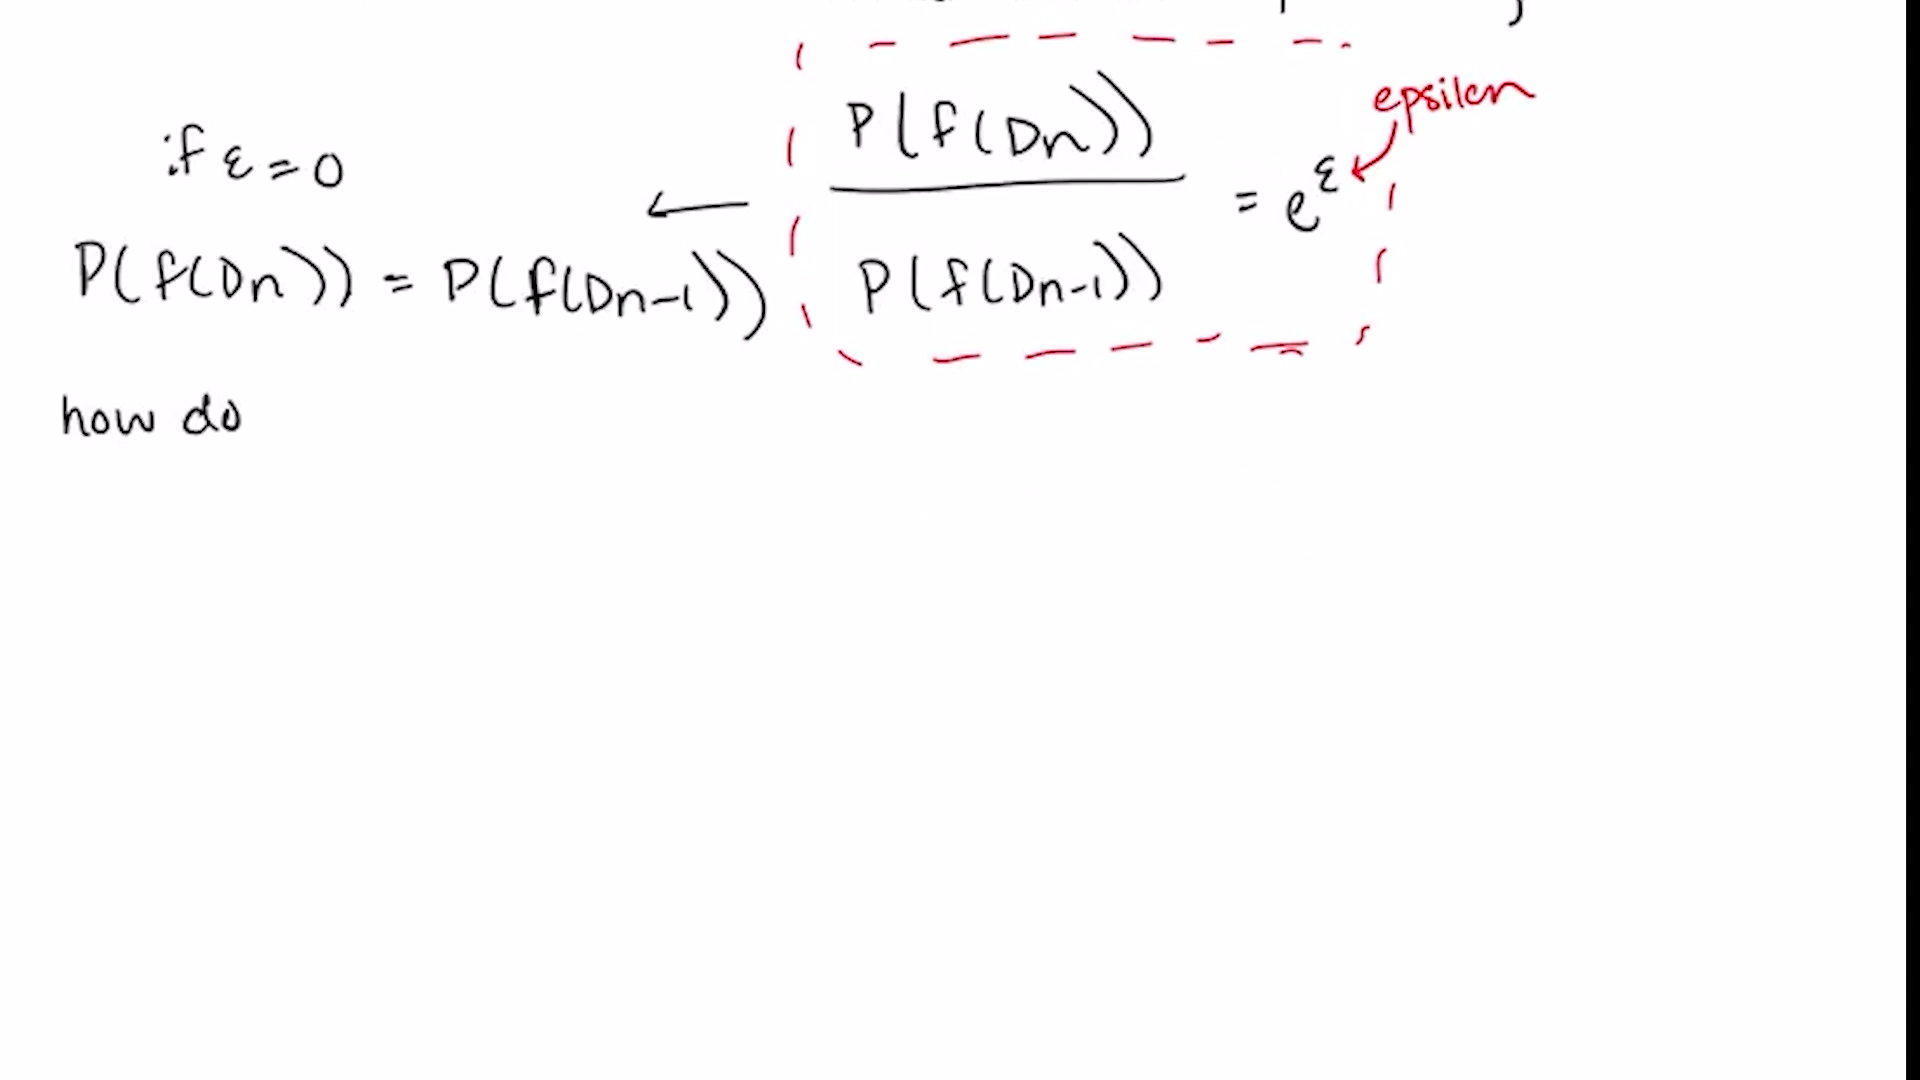 epsilon
P(f(Dn))
if ε = 0
= e^ε
P(f(Dn)) = P(f(Dn-1))
P(f(Dn-1))
how do